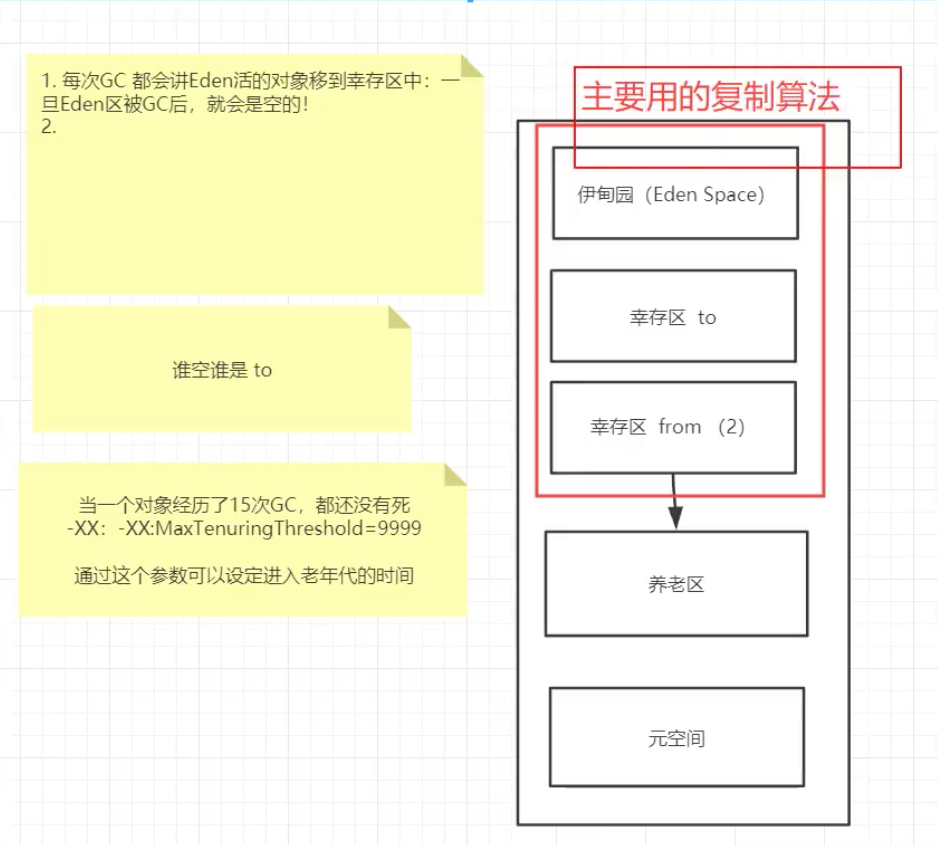 1. 每次GC 都会讲Eden活的对象移到幸存区中：一
旦Eden区被GC后，就会是空的！
2.
谁空谁是 to
当一个对象经历了15次GC，都还没有死
-XX：-XX:MaxTenuringThreshold=9999
通过这个参数可以设定进入老年代的时间
主要用的复制算法
伊甸园（Eden Space）
幸存区 to
幸存区 from （2）
养老区
元空间